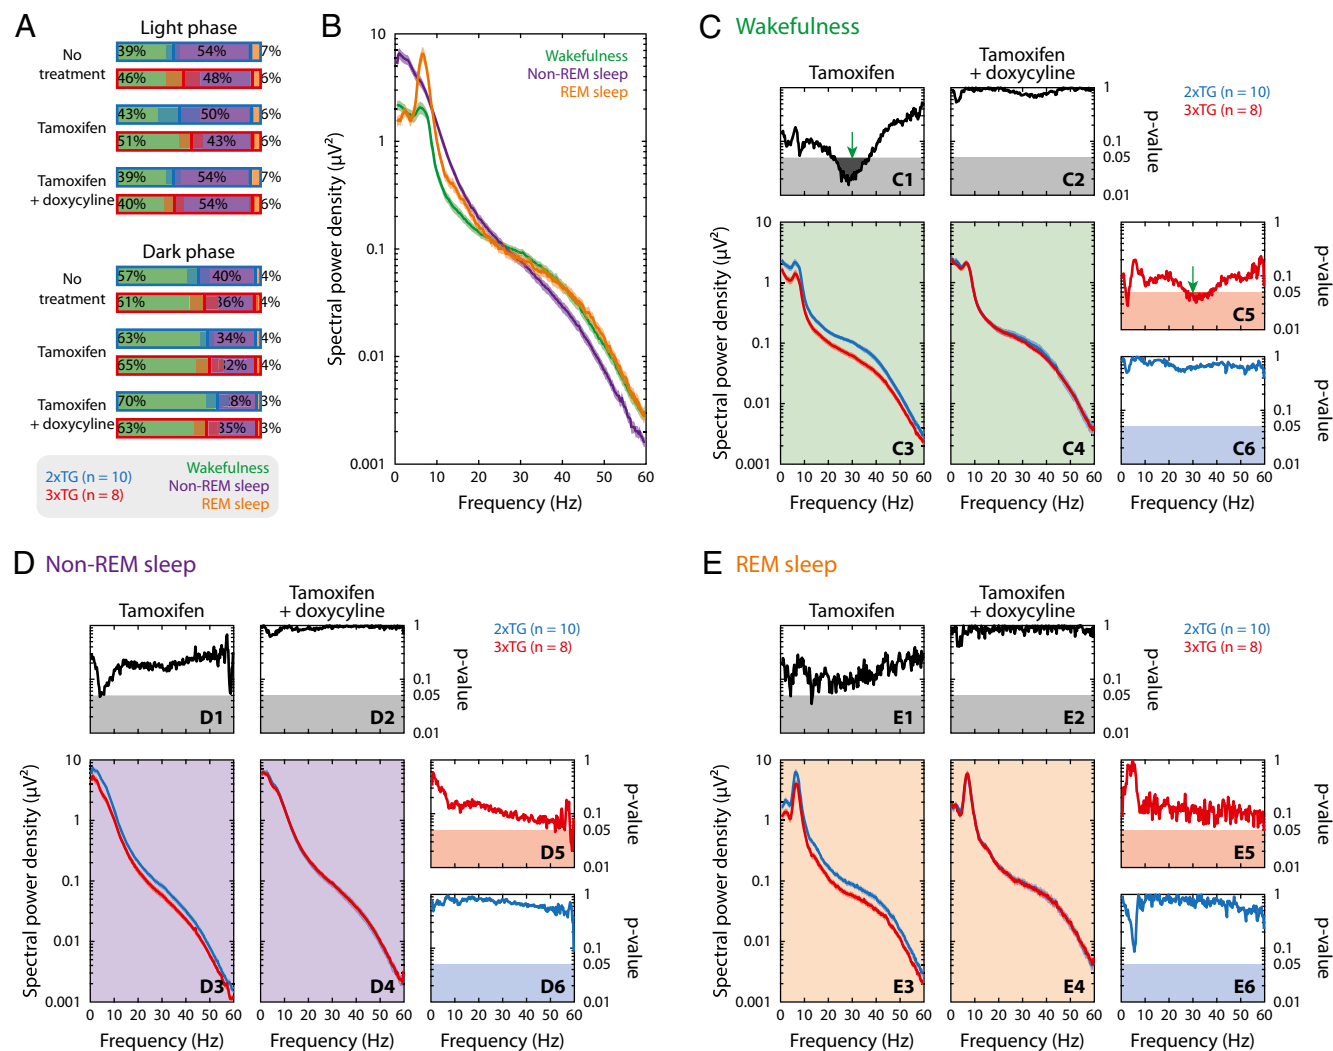 A
Light phase
No treatment
39% 54% 7%
46% 48% 6%
Tamoxifen
43% 50% 6%
51% 43% 6%
Tamoxifen + doxycyline
39% 54% 7%
40% 54% 6%
Dark phase
No treatment
57% 40% 4%
61% 36% 4%
Tamoxifen
63% 34% 4%
65% 32% 4%
Tamoxifen + doxycyline
70% 8% 3%
63% 35% 3%
2xTG (n = 10)
3xTG (n = 8)
Wakefulness
Non-REM sleep
REM sleep
B
Wakefulness
Non-REM sleep
REM sleep
Spectral power density (µV²)
10
1
0.1
0.01
0.001
0 10 20 30 40 50 60
Frequency (Hz)
C Wakefulness
Tamoxifen
Tamoxifen
+ doxycyline
2xTG (n = 10)
3xTG (n = 8)
C1
C2
1
0.1
0.05
0.01
p-value
Spectral power density (µV²)
10
1
0.1
0.01
0.001
C3
C4
0 10 20 30 40 50 60
0 10 20 30 40 50 60
Frequency (Hz)
Frequency (Hz)
C5
1
0.1
0.05
0.01
p-value
C6
1
0.1
0.05
0.01
p-value
0 10 20 30 40 50 60
Frequency (Hz)
D Non-REM sleep
Tamoxifen
Tamoxifen
+ doxycyline
2xTG (n = 10)
3xTG (n = 8)
D1
D2
1
0.1
0.05
0.01
p-value
Spectral power density (µV²)
10
1
0.1
0.01
0.001
D3
D4
0 10 20 30 40 50 60
0 10 20 30 40 50 60
Frequency (Hz)
Frequency (Hz)
D5
1
0.1
0.05
0.01
p-value
D6
1
0.1
0.05
0.01
p-value
0 10 20 30 40 50 60
Frequency (Hz)
E REM sleep
Tamoxifen
Tamoxifen
+ doxycyline
2xTG (n = 10)
3xTG (n = 8)
E1
E2
1
0.1
0.05
0.01
p-value
Spectral power density (µV²)
10
1
0.1
0.01
0.001
E3
E4
0 10 20 30 40 50 60
0 10 20 30 40 50 60
Frequency (Hz)
Frequency (Hz)
E5
1
0.1
0.05
0.01
p-value
E6
1
0.1
0.05
0.01
p-value
0 10 20 30 40 50 60
Frequency (Hz)